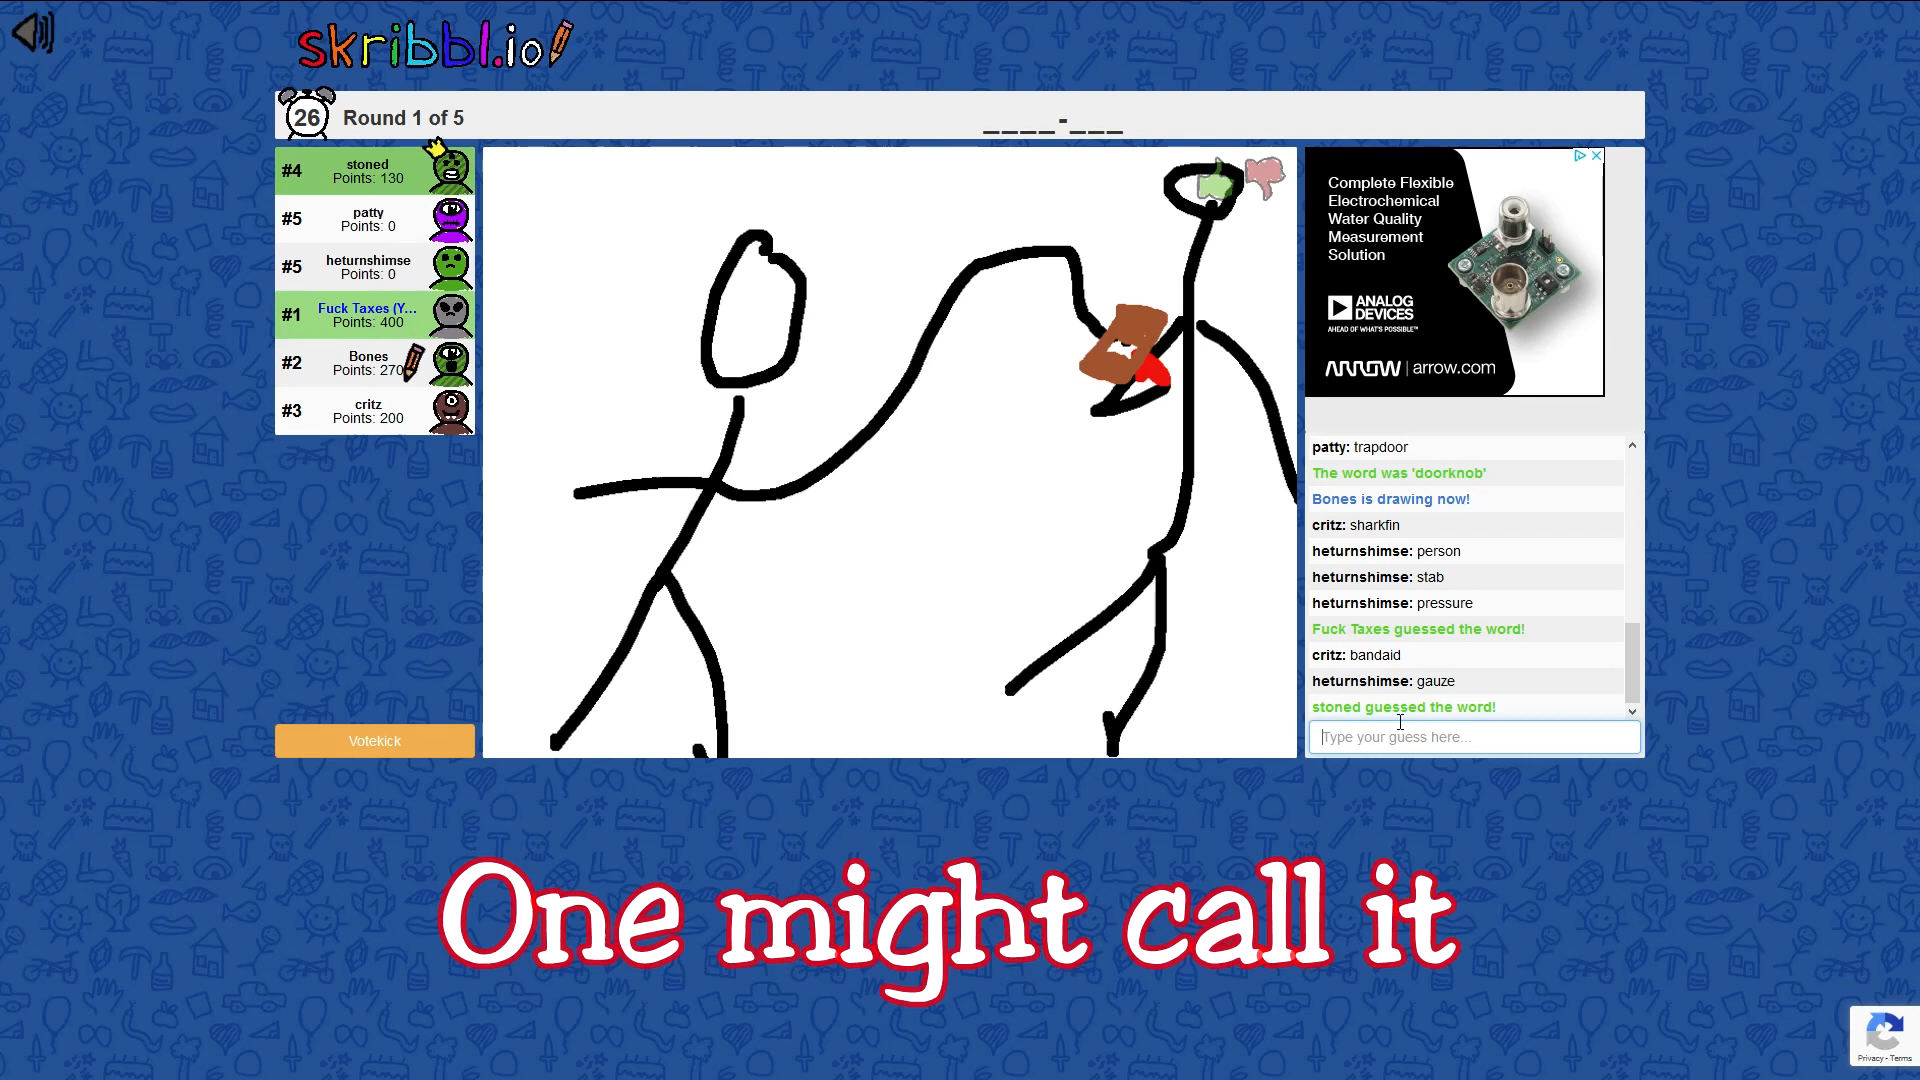 skribbl.io
26
Round 1 of 5
____-___
#4
stoned
Points: 130
#5
patty
Points: 0
#5
heturnshimse
Points: 0
#1
Fuck Taxes (Y...
Points: 400
#2
Bones
Points: 270
#3
critz
Points: 200
Votekick
Complete Flexible
Electrochemical
Water Quality
Measurement
Solution
ANALOG
DEVICES
AHEAD OF WHAT'S POSSIBLE™
ARROW | arrow.com
patty: trapdoor
The word was 'doorknob'
Bones is drawing now!
critz: sharkfin
heturnshimse: person
heturnshimse: stab
heturnshimse: pressure
Fuck Taxes guessed the word!
critz: bandaid
heturnshimse: gauze
stoned guessed the word!
Type your guess here...
One might call it
Privacy - Terms